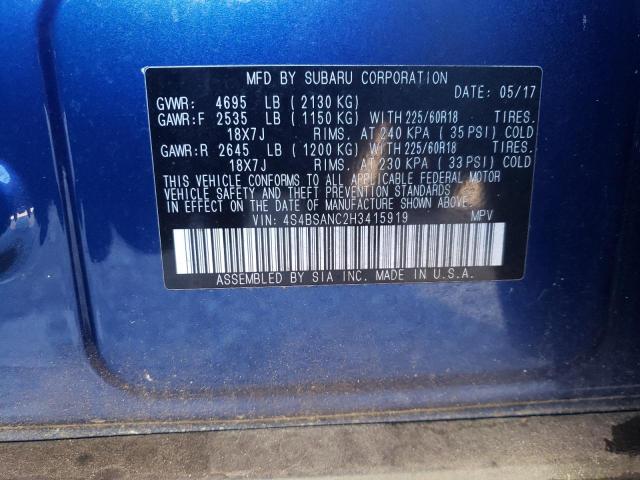 MFD BY SUBARU CORPORATION
DATE: 05/17
GVWR: 4695 LB (2130 KG)
GAWR:F 2535 LB (1150 KG) WITH 225/60R18 TIRES.
18X7J RIMS. AT 240 KPA (35 PSI) COLD
GAWR:R 2645 LB (1200 KG) WITH 225/60R18 TIRES.
18X7J RIMS. AT 230 KPA (33 PSI) COLD
THIS VEHICLE CONFORMS TO ALL APPLICABLE FEDERAL MOTOR
VEHICLE SAFETY AND THEFT PREVENTION STANDARDS
IN EFFECT ON THE DATE OF MANUFACTURE SHOWN ABOVE.
VIN: 4S4BSANC2H3415919 MPV
ASSEMBLED BY SIA INC. MADE IN U.S.A.